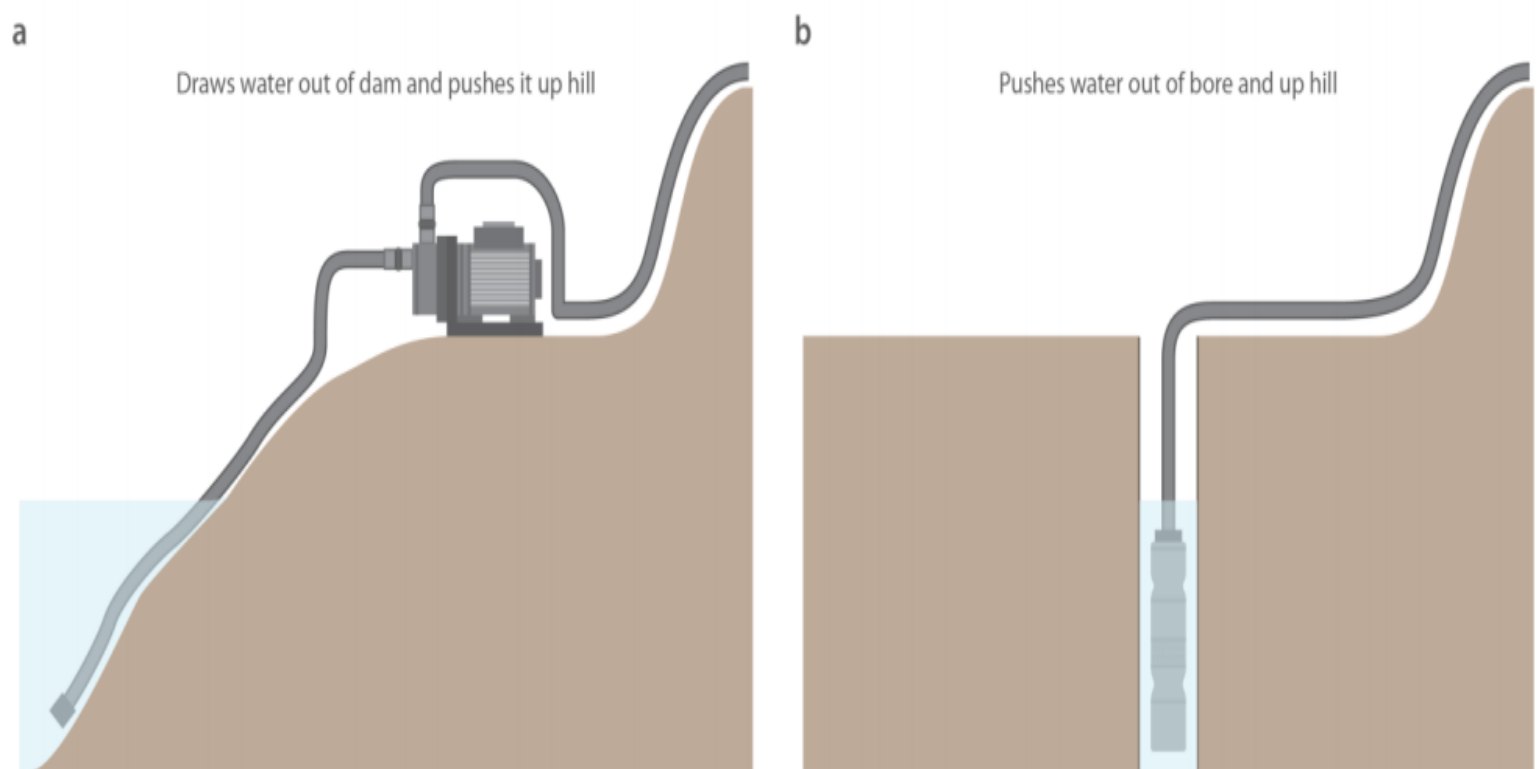 a
Draws water out of dam and pushes it up hill
b
Pushes water out of bore and up hill